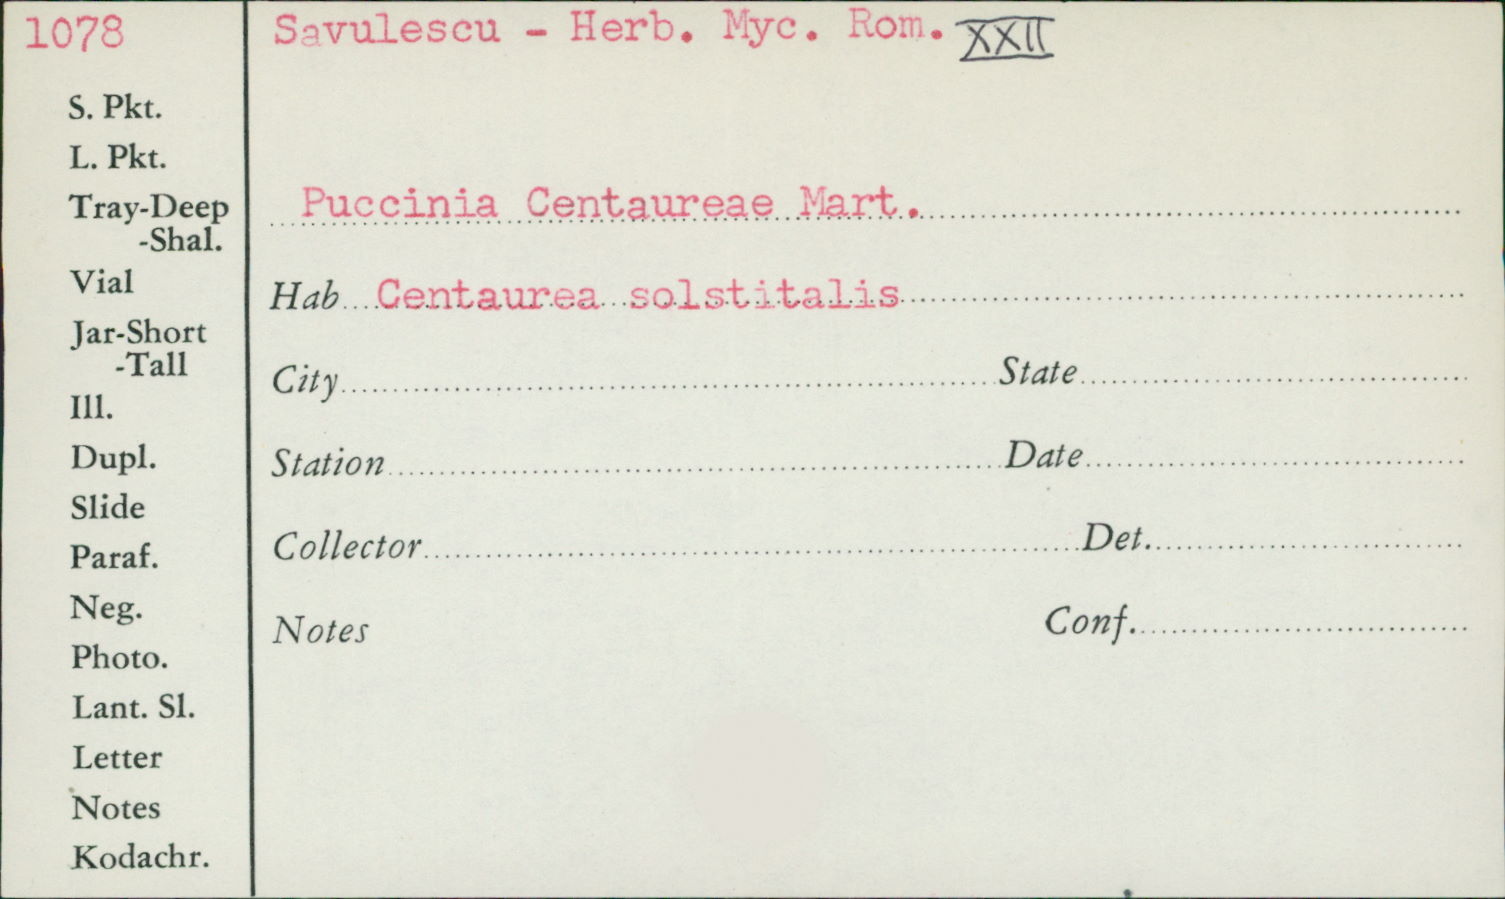 1078
Savulescu - Herb. Myc. Rom. XXII
S. Pkt.
L. Pkt.
Tray-Deep
-Shal.
Vial
Jar-Short
-Tall
Ill.
Dupl.
Slide
Paraf.
Neg.
Photo.
Lant. Sl.
Letter
Notes
Kodachr.
Puccinia Centaureae Mart.
Hab Centaurea solstitalis
City State
Station Date
Collector Det.
Notes Conf.